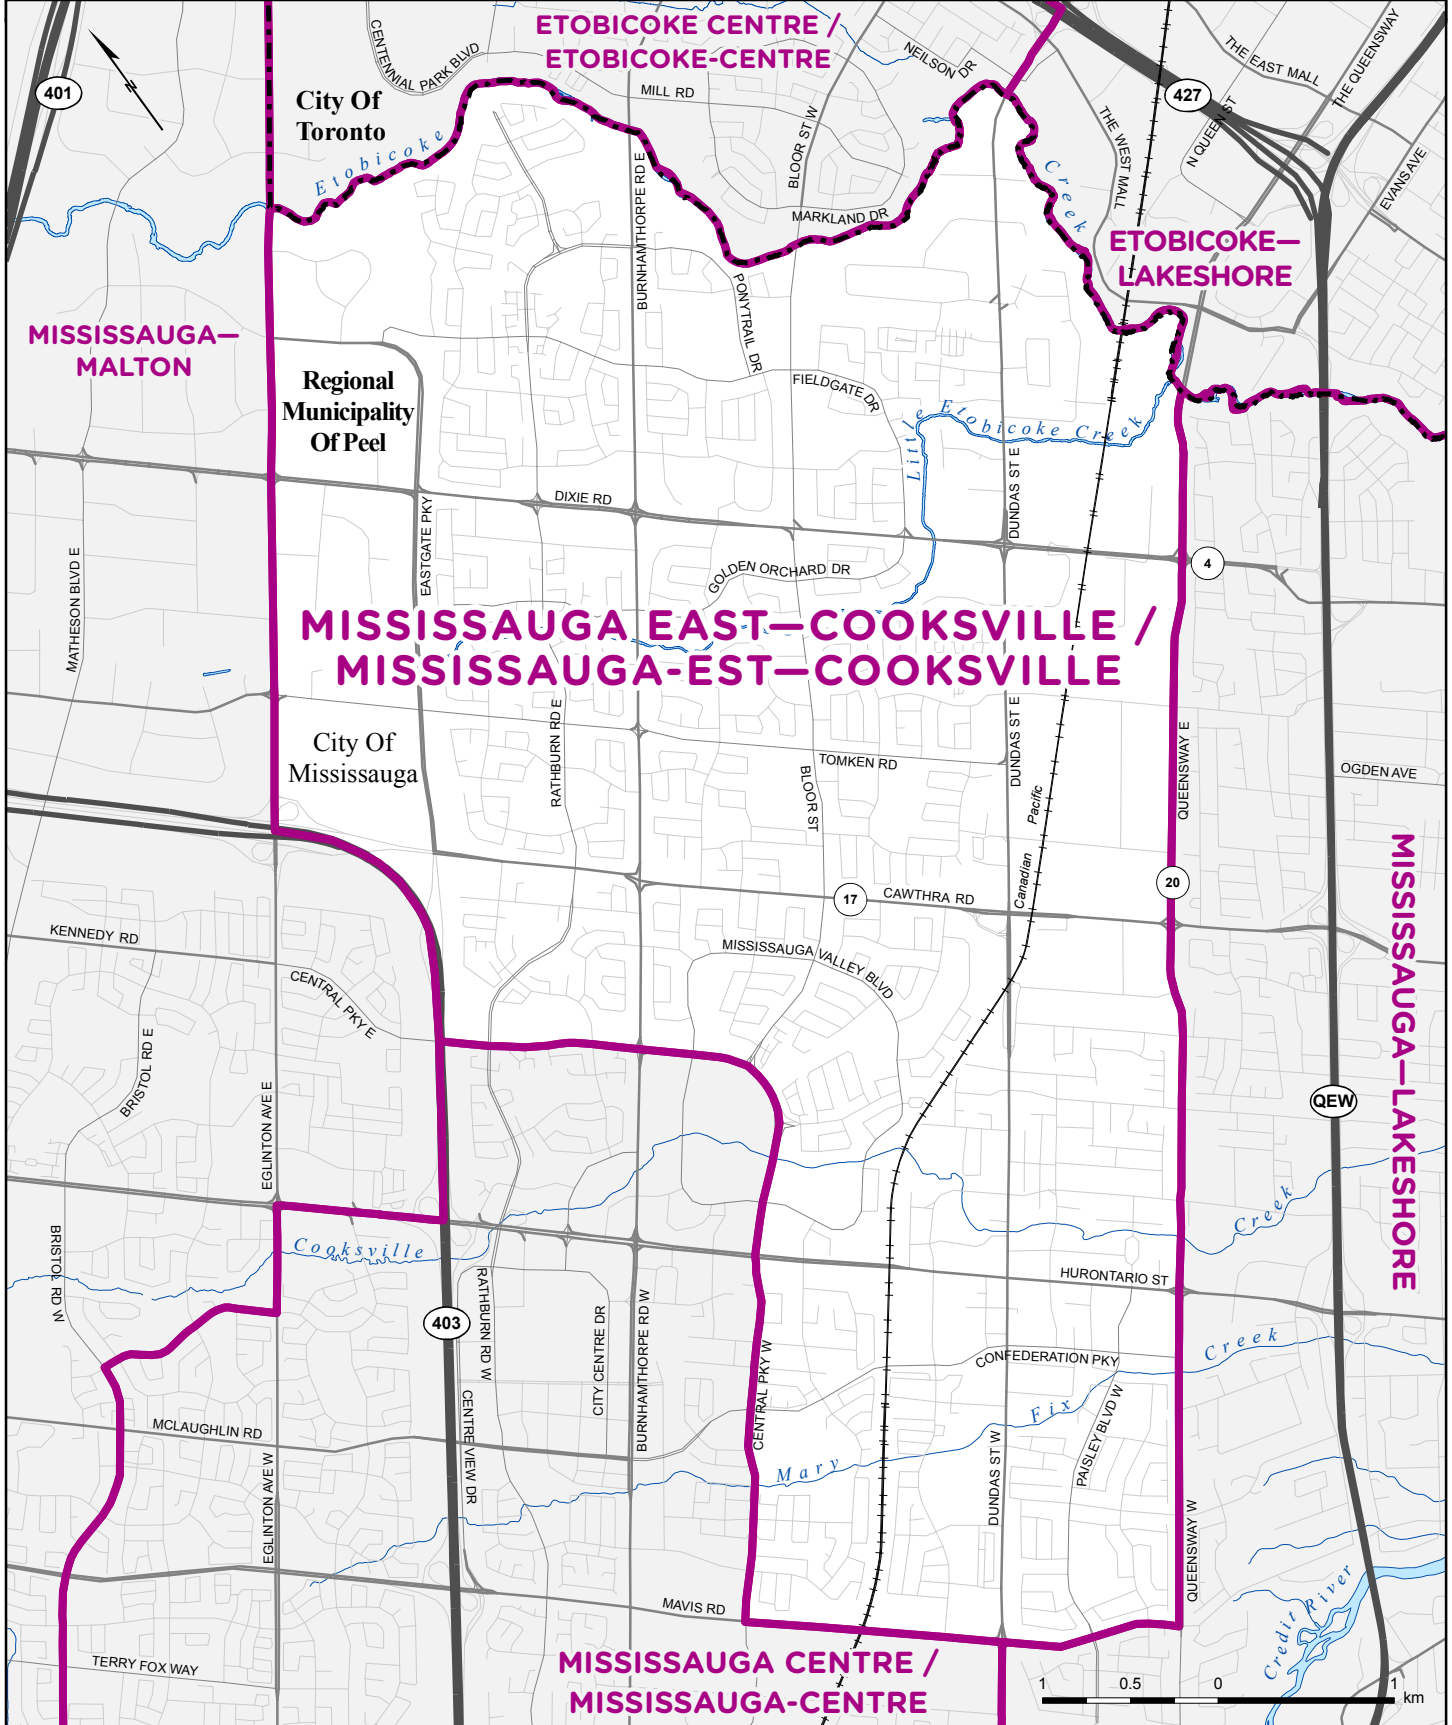 ETOBICOKE CENTRE /
ETOBICOKE-CENTRE
CENTENNIAL PARK BLVD
NEILSON DR
THE EAST MALL
THE QUEENSWAY
401
N
City Of
Toronto
MILL RD
427
BLOOR ST W
THE WEST MALL
N QUEEN ST
EVANS AVE
Etobicoke
Creek
BURNHAMTHORPE RD E
MARKLAND DR
ETOBICOKE—
LAKESHORE
MISSISSAUGA—
MALTON
PONYTRAIL DR
Regional
Municipality
Of Peel
FIELDGATE DR
Little Etobicoke Creek
DUNDAS ST E
DIXIE RD
EASTGATE PKY
MATHESON BLVD E
GOLDEN ORCHARD DR
4
MISSISSAUGA EAST—COOKSVILLE /
MISSISSAUGA-EST—COOKSVILLE
City Of
Mississauga
RATHBURN RD E
TOMKEN RD
BLOOR ST
DUNDAS ST E
QUEENSWAY E
OGDEN AVE
Canadian Pacific
MISSISSAUGA—LAKESHORE
17
CAWTHRA RD
20
KENNEDY RD
CENTRAL PKY E
MISSISSAUGA VALLEY BLVD
BRISTOL RD E
EGLINTON AVE E
QEW
Creek
BRISTOL RD W
Cooksville
HURONTARIO ST
403
RATHBURN RD W
CITY CENTRE DR
BURNHAMTHORPE RD W
CENTRAL PKY W
CONFEDERATION PKY
Creek
MCLAUGHLIN RD
CENTRE VIEW DR
Mary
Fix
PAISLEY BLVD W
EGLINTON AVE W
DUNDAS ST W
QUEENSWAY W
MAVIS RD
Credit River
TERRY FOX WAY
MISSISSAUGA CENTRE /
MISSISSAUGA-CENTRE
1 0.5 0 1
km